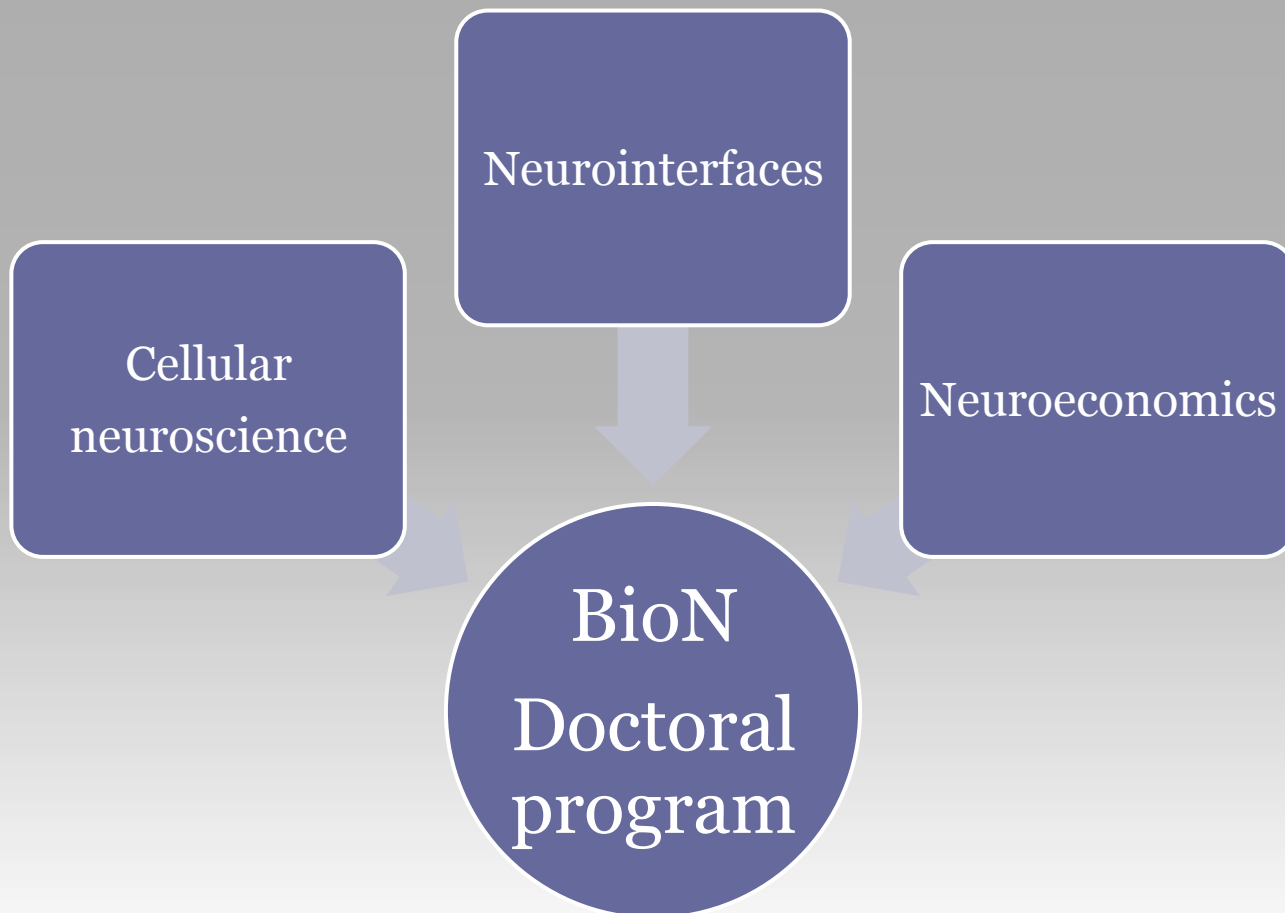 Neurointerfaces
Cellular
neuroscience
Neuroeconomics
BioN
Doctoral
program